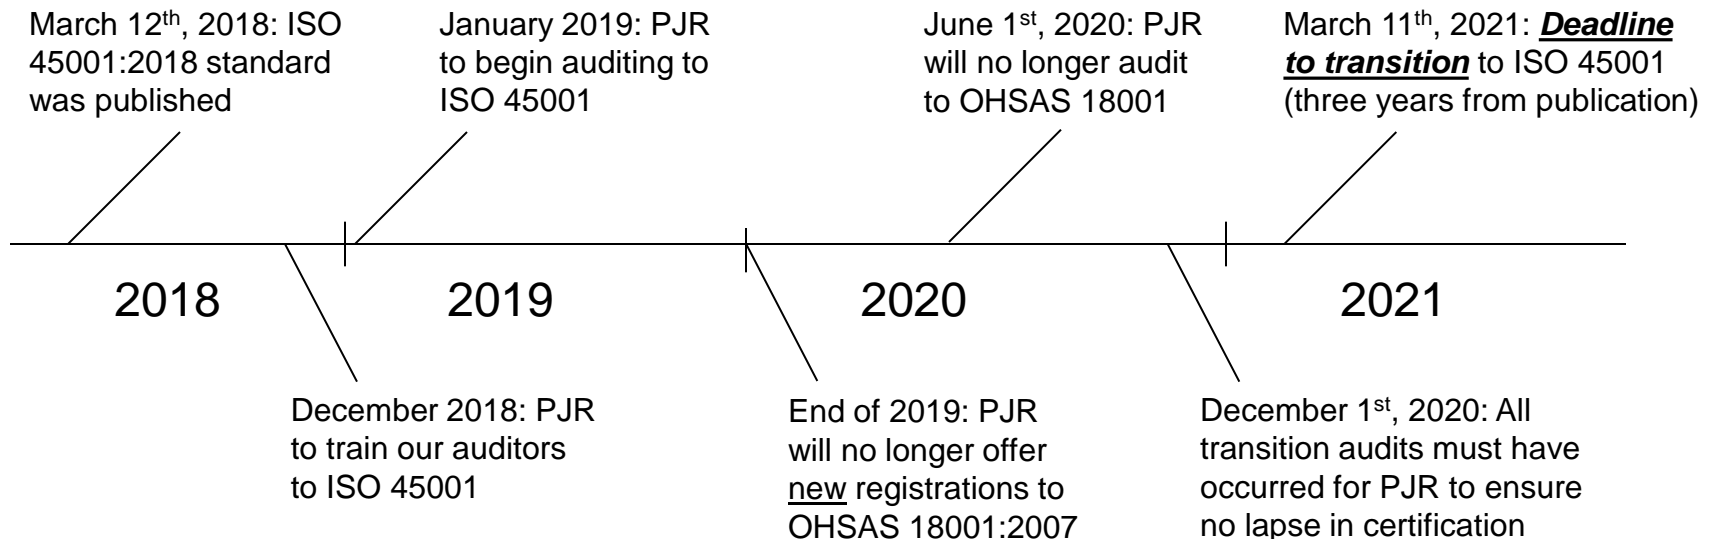 March 12th, 2018: ISO
45001:2018 standard
was published
January 2019: PJR
to begin auditing to
ISO 45001
June 1st, 2020: PJR
will no longer audit
to OHSAS 18001
March 11th, 2021: Deadline
to transition to ISO 45001
(three years from publication)
2018
2019
2020
2021
December 2018: PJR
to train our auditors
to ISO 45001
End of 2019: PJR
will no longer offer
new registrations to
OHSAS 18001:2007
December 1st, 2020: All
transition audits must have
occurred for PJR to ensure
no lapse in certification